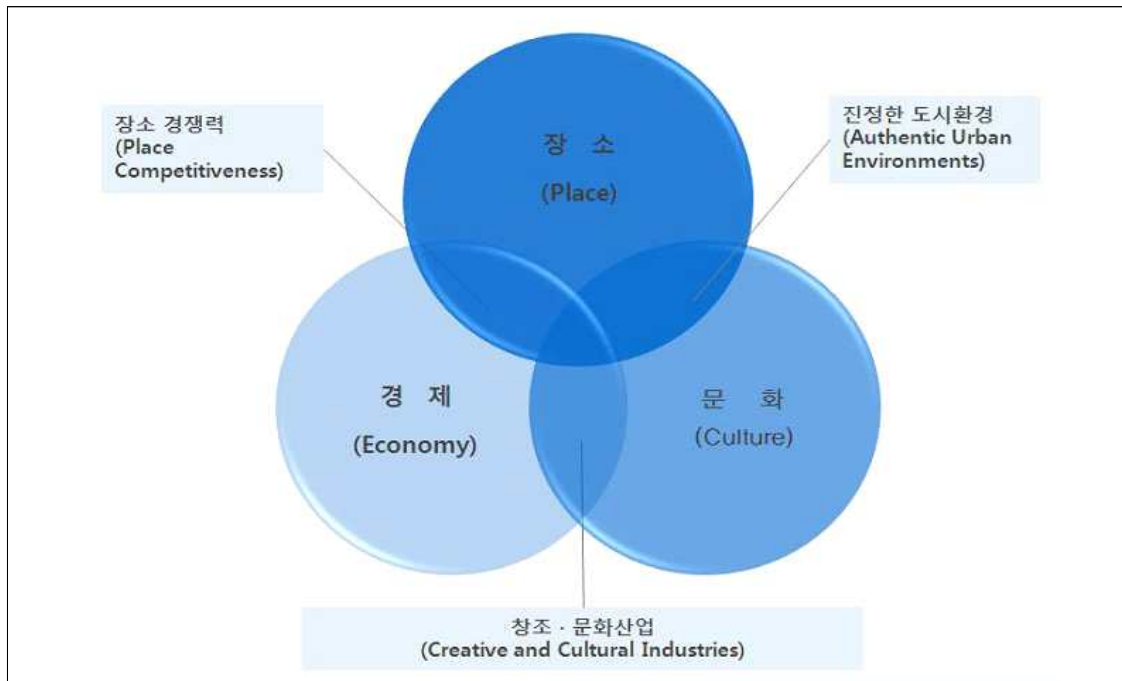 장 소
(Place)
장소 경쟁력
(Place
Competitiveness)
진정한 도시환경
(Authentic Urban
Environments)
경 제
(Economy)
문 화
(Culture)
창조 · 문화산업
(Creative and Cultural Industries)